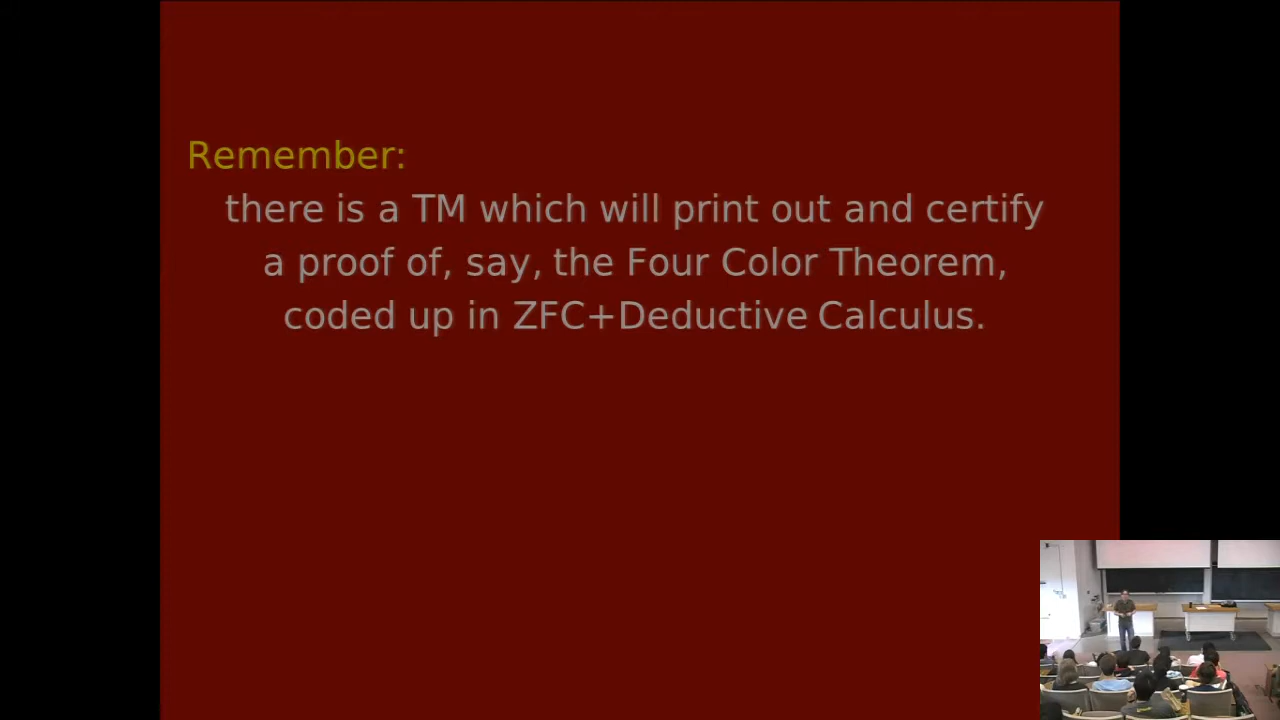 Remember:
there is a TM which will print out and certify
a proof of, say, the Four Color Theorem,
coded up in ZFC+Deductive Calculus.